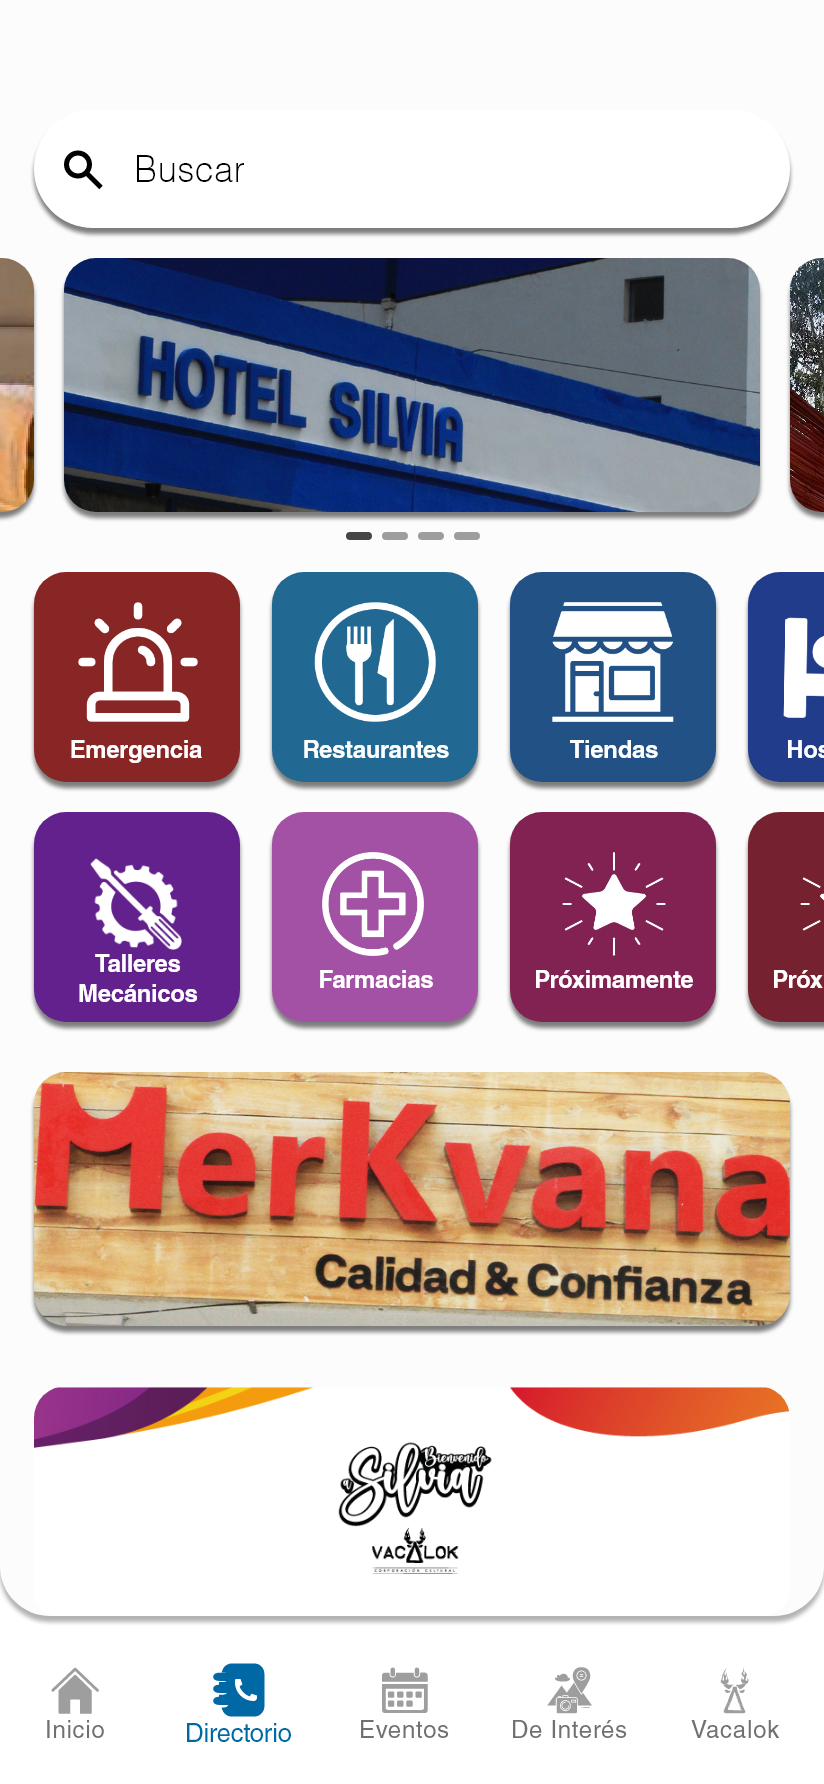 Buscar
HOTEL SILVIA
Emergencia
Restaurantes
Tiendas
Hos
Talleres
Mecánicos
Farmacias
Próximamente
Próx
MerKvana
Calidad & Confianza
Bienvenido
a Silvia
VACALOK
CORPORACIÓN CULTURAL
Inicio
Directorio
Eventos
De Interés
Vacalok